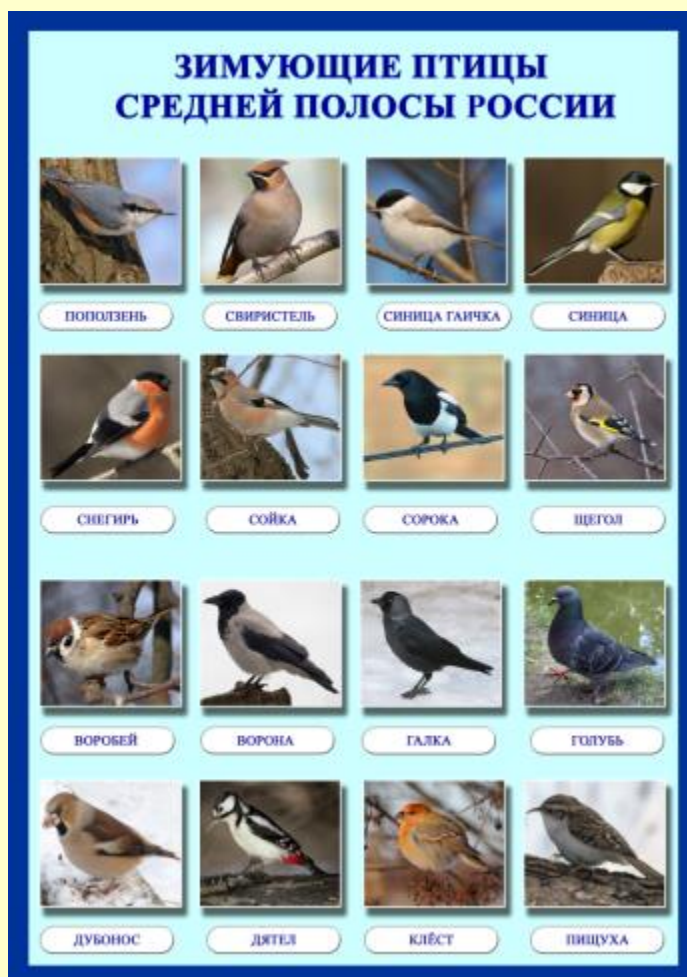 ЗИМУЮЩИЕ ПТИЦЫ
СРЕДНЕЙ ПОЛОСЫ РОССИИ
ПОПОЛЗЕНЬ СВИРИСТЕЛЬ СИНИЦА ГАИЧКА СИНИЦА
СНЕГИРЬ СОЙКА СОРОКА ЩЕГОЛ
ВОРОБЕЙ ВОРОНА ГАЛКА ГОЛУБЬ
ДУБОНОС ДЯТЕЛ КЛЁСТ ПИЩУХА